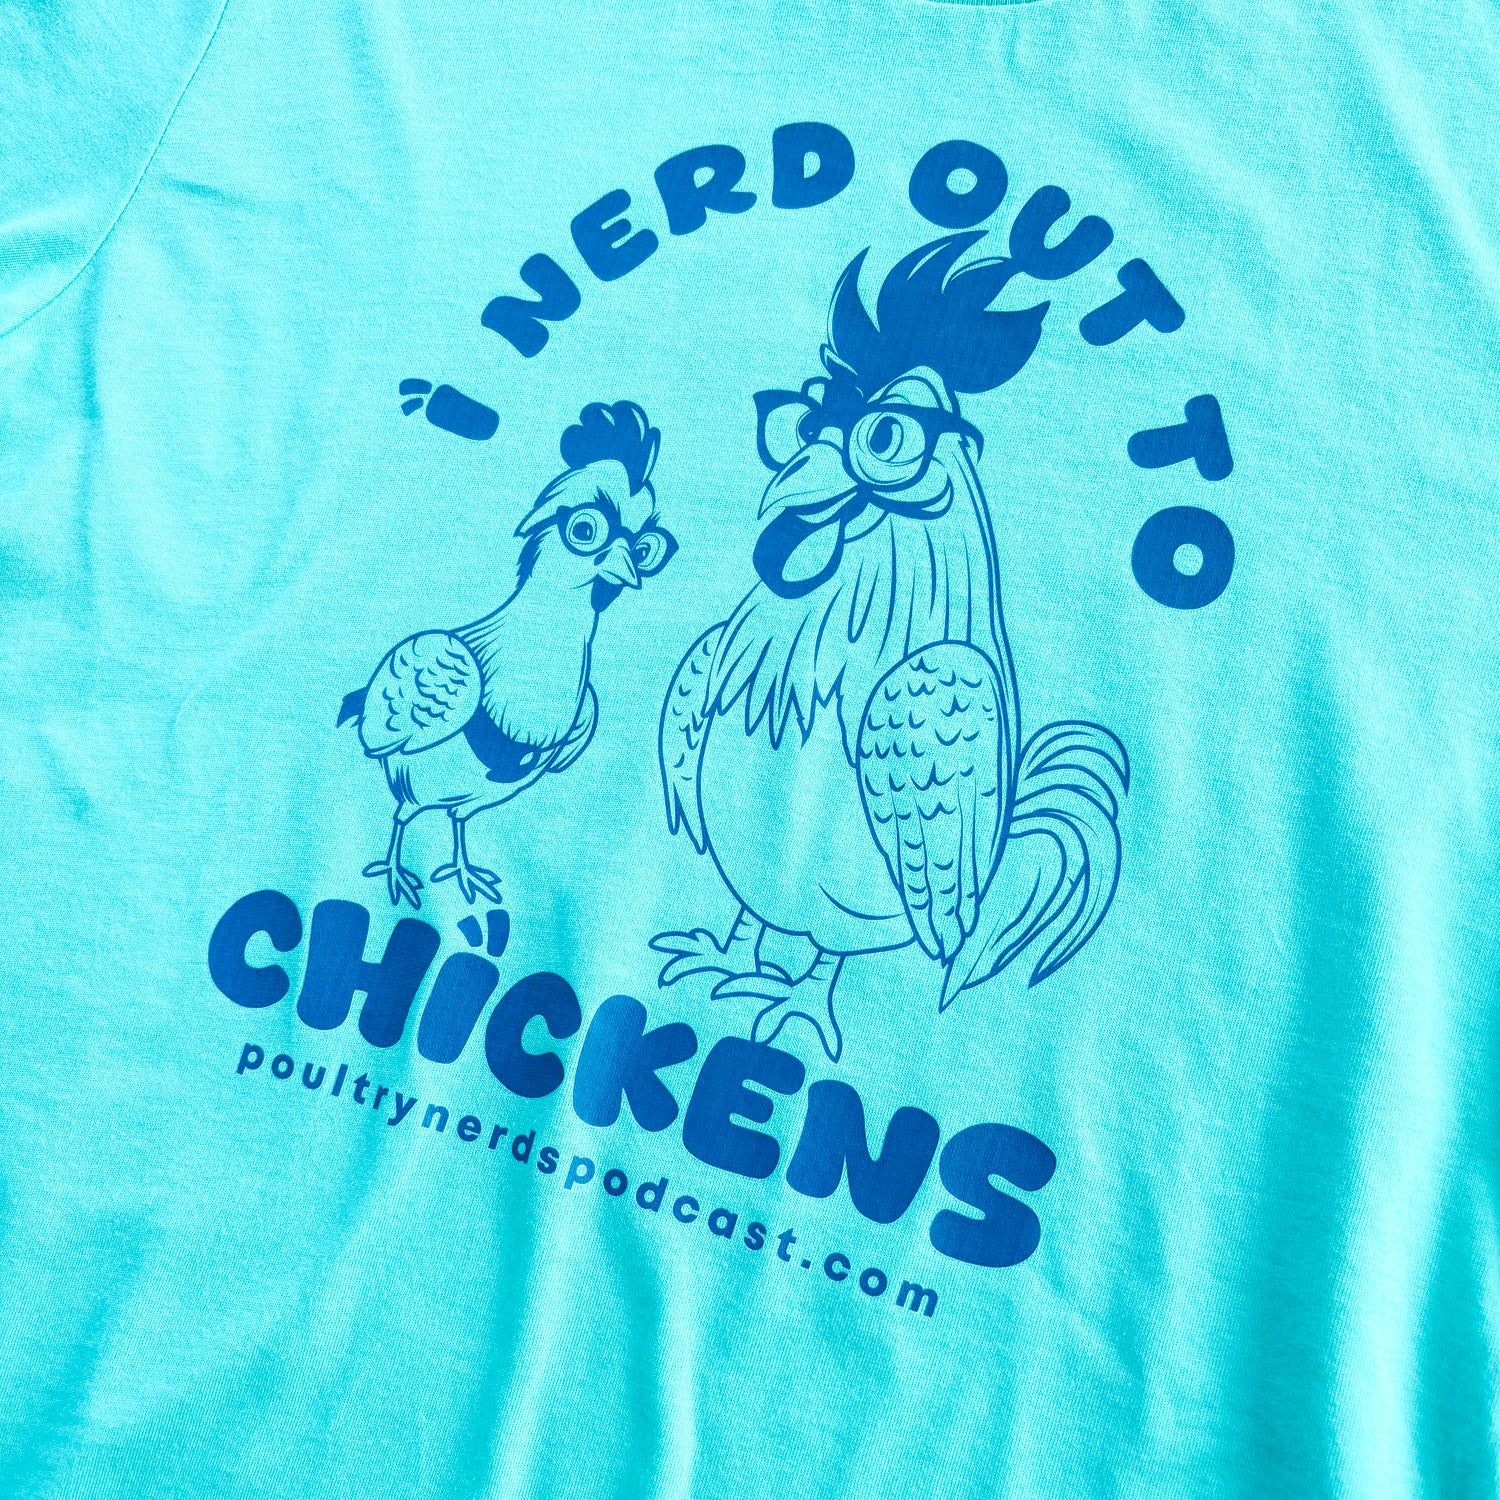 I NERD OUT TO
CHICKENS
poultrynerdspodcast.com